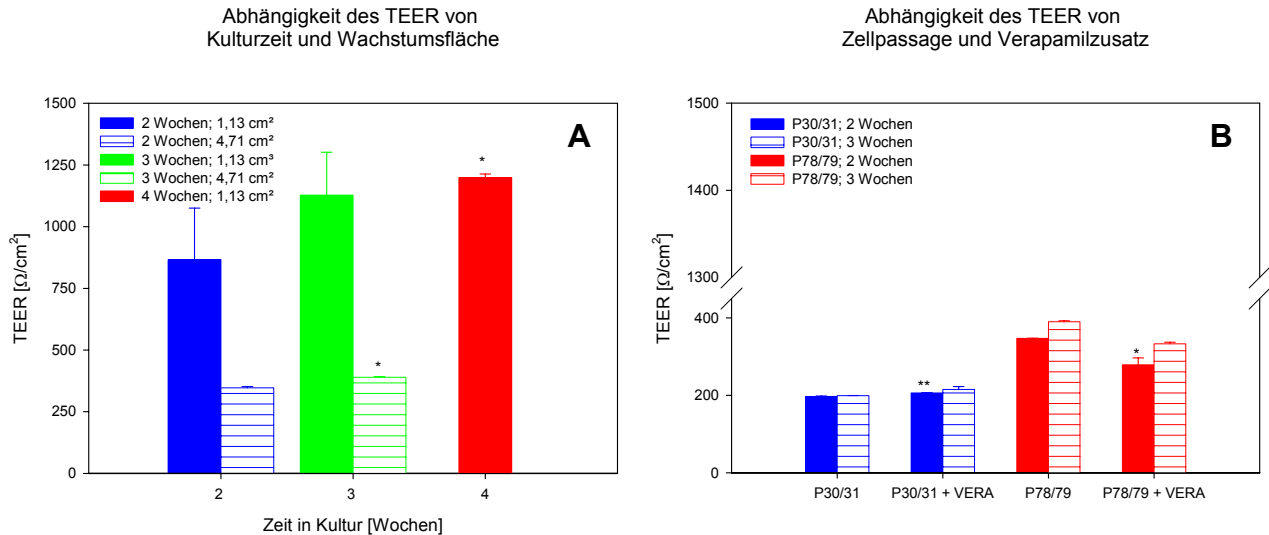 Abhängigkeit des TEER von
Kulturzeit und Wachstumsfläche
1500
1250
1000
750
500
250
0
TEER [Ω/cm²]
2 Wochen; 1,13 cm²
2 Wochen; 4,71 cm²
3 Wochen; 1,13 cm³
3 Wochen; 4,71 cm²
4 Wochen; 1,13 cm²
A
*
*
2 3 4
Zeit in Kultur [Wochen]
Abhängigkeit des TEER von
Zellpassage und Verapamilzusatz
1500
1400
1300
400
200
0
TEER [Ω/cm²]
P30/31; 2 Wochen
P30/31; 3 Wochen
P78/79; 2 Wochen
P78/79; 3 Wochen
B
**
*
P30/31 P30/31 + VERA P78/79 P78/79 + VERA